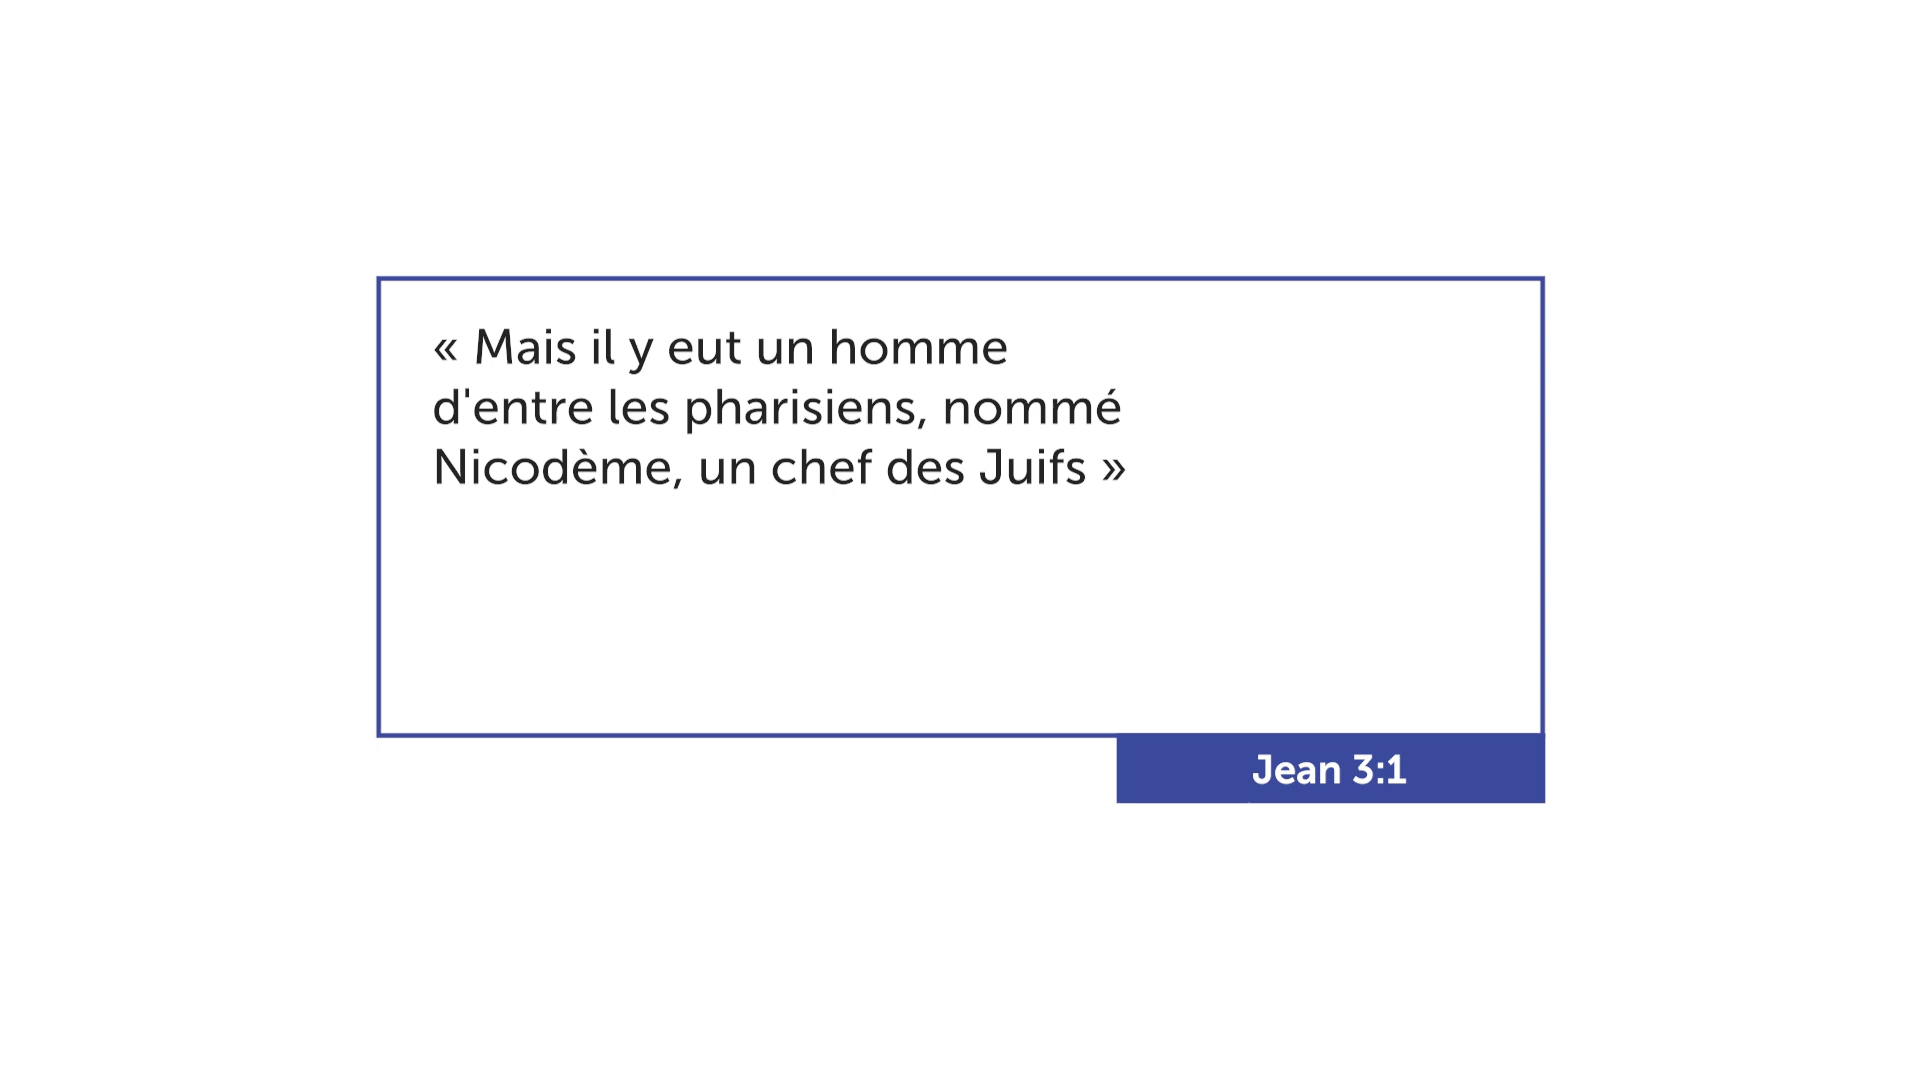 « Mais il y eut un homme
d'entre les pharisiens, nommé
Nicodème, un chef des Juifs »
Jean 3:1